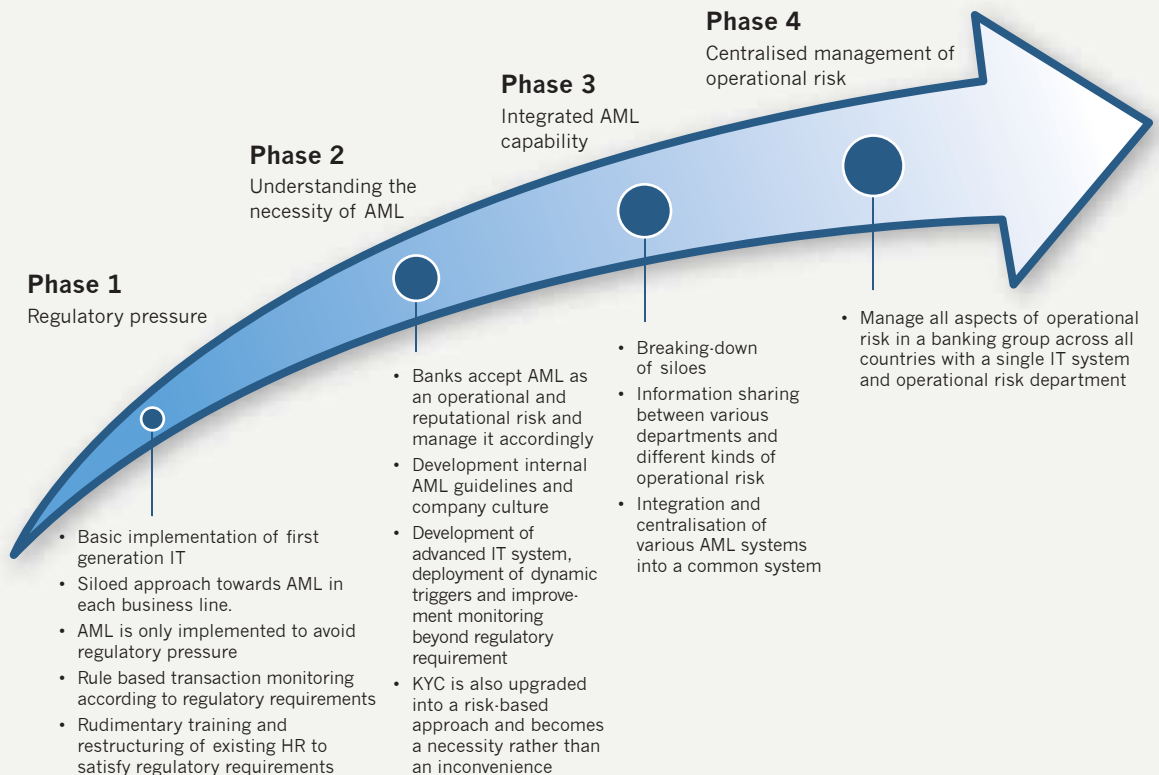 Phase 1
Regulatory pressure
• Basic implementation of first
generation IT
• Siloed approach towards AML in
each business line.
• AML is only implemented to avoid
regulatory pressure
• Rule based transaction monitoring
according to regulatory requirements
• Rudimentary training and
restructuring of existing HR to
satisfy regulatory requirements
Phase 2
Understanding the
necessity of AML
• Banks accept AML as
an operational and
reputational risk and
manage it accordingly
• Development internal
AML guidelines and
company culture
• Development of
advanced IT system,
deployment of dynamic
triggers and improve-
ment monitoring
beyond regulatory
requirement
• KYC is also upgraded
into a risk-based
approach and becomes
a necessity rather than
an inconvenience
Phase 3
Integrated AML
capability
• Breaking-down
of siloes
• Information sharing
between various
departments and
different kinds of
operational risk
• Integration and
centralisation of
various AML systems
into a common system
Phase 4
Centralised management of
operational risk
• Manage all aspects of operational
risk in a banking group across all
countries with a single IT system
and operational risk department